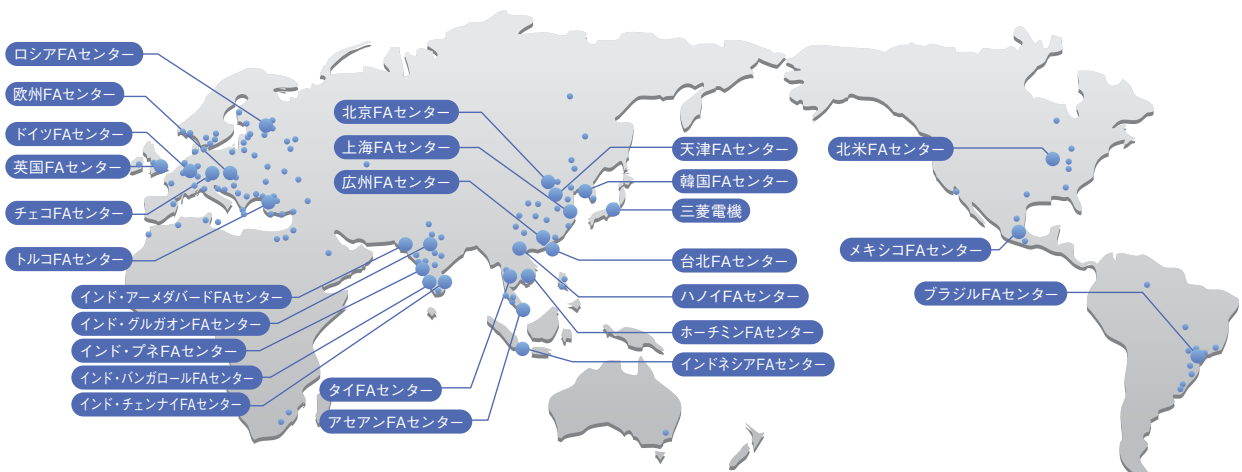 ロシアFAセンター
欧州FAセンター
ドイツFAセンター
英国FAセンター
チェコFAセンター
トルコFAセンター
インド・アーメダバードFAセンター
インド・グルガオンFAセンター
インド・プネFAセンター
インド・バンガロールFAセンター
インド・チェンナイFAセンター
北京FAセンター
上海FAセンター
広州FAセンター
タイFAセンター
アセアンFAセンター
天津FAセンター
韓国FAセンター
三菱電機
台北FAセンター
ハノイFAセンター
ホーチミンFAセンター
インドネシアFAセンター
北米FAセンター
メキシコFAセンター
ブラジルFAセンター